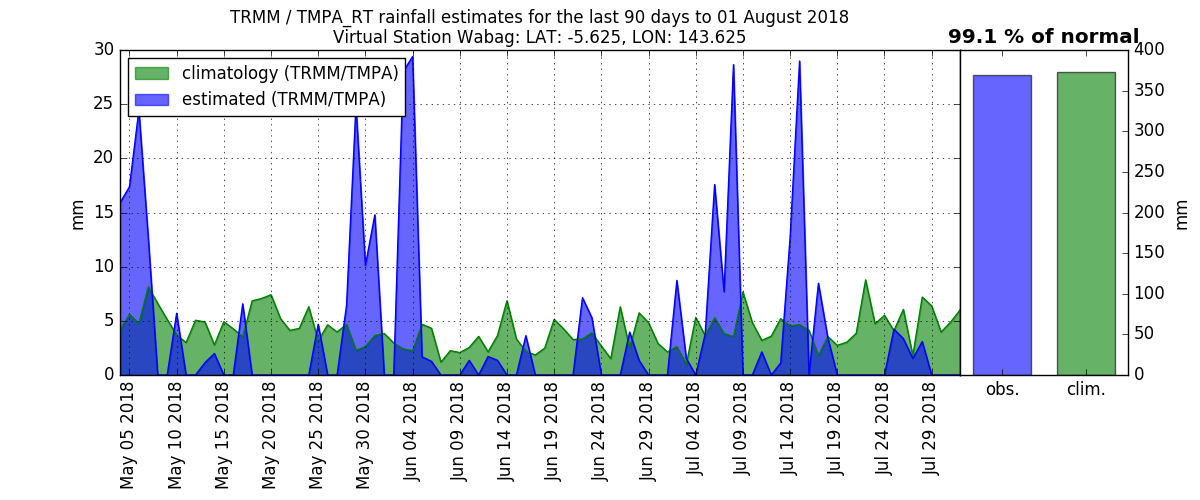 TRMM / TMPA_RT rainfall estimates for the last 90 days to 01 August 2018
Virtual Station Wabag: LAT: -5.625, LON: 143.625
99.1 % of normal
climatology (TRMM/TMPA)
estimated (TRMM/TMPA)
30
25
20
15
10
5
0
mm
400
350
300
250
200
150
100
50
0
mm
May 05 2018
May 10 2018
May 15 2018
May 20 2018
May 25 2018
May 30 2018
Jun 04 2018
Jun 09 2018
Jun 14 2018
Jun 19 2018
Jun 24 2018
Jun 29 2018
Jul 04 2018
Jul 09 2018
Jul 14 2018
Jul 19 2018
Jul 24 2018
Jul 29 2018
obs.
clim.